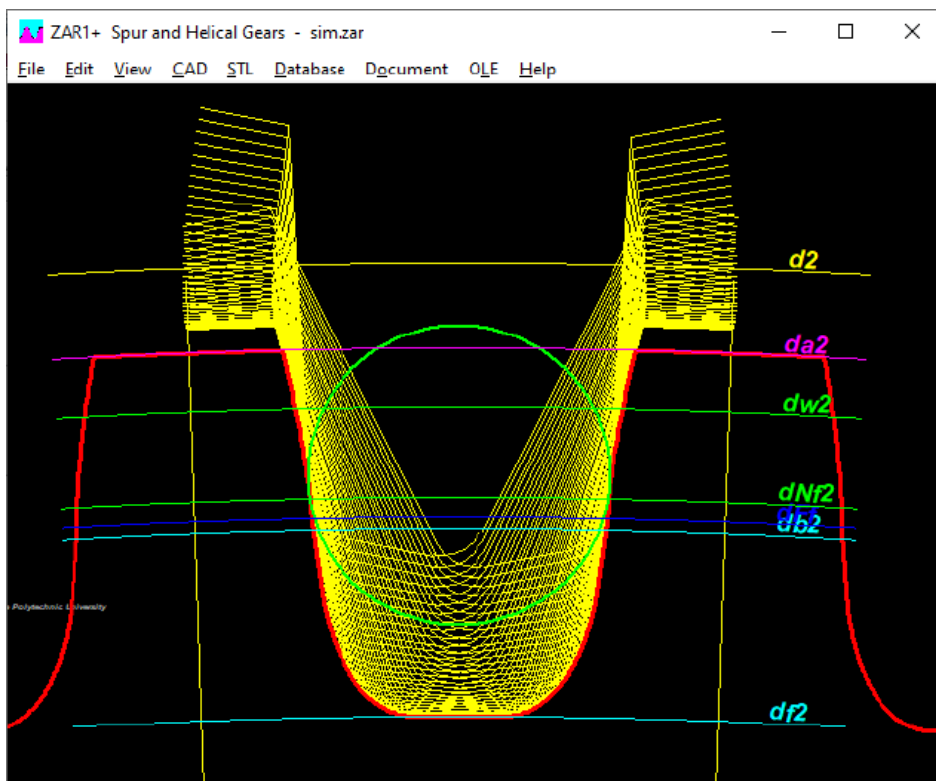 ZAR1+ Spur and Helical Gears - sim.zar
File Edit View CAD STL Database Document OLE Help
d2
da2
dw2
dNf2
db2
Polytechnic University
df2